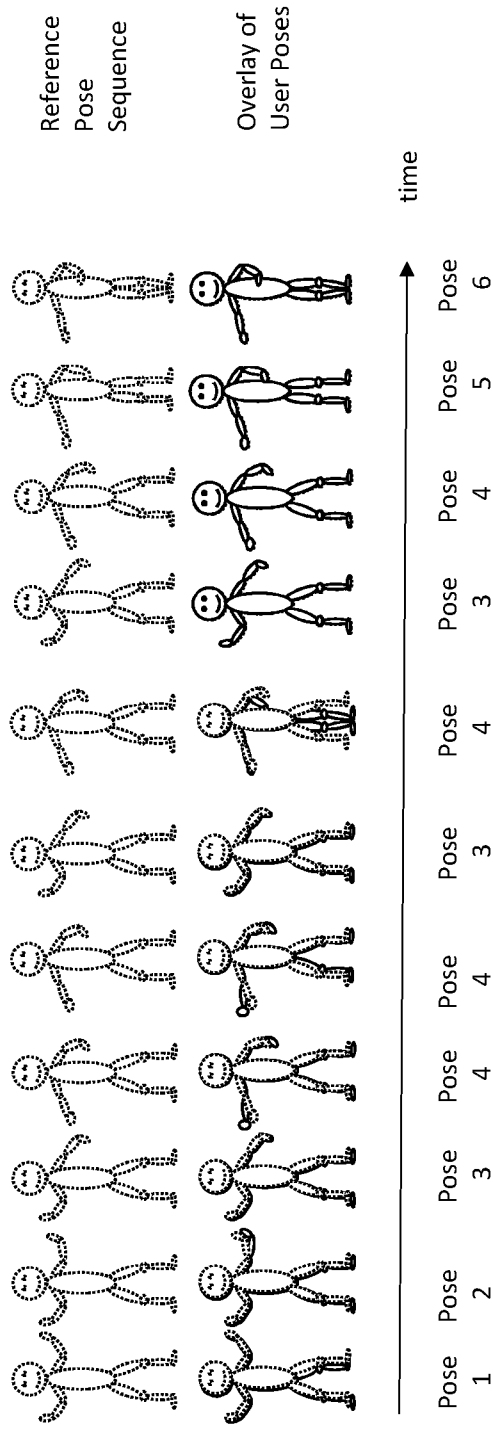 Reference
Pose
Sequence
Overlay of
User Poses
time
Pose
1
Pose
2
Pose
3
Pose
4
Pose
4
Pose
3
Pose
4
Pose
3
Pose
4
Pose
5
Pose
6